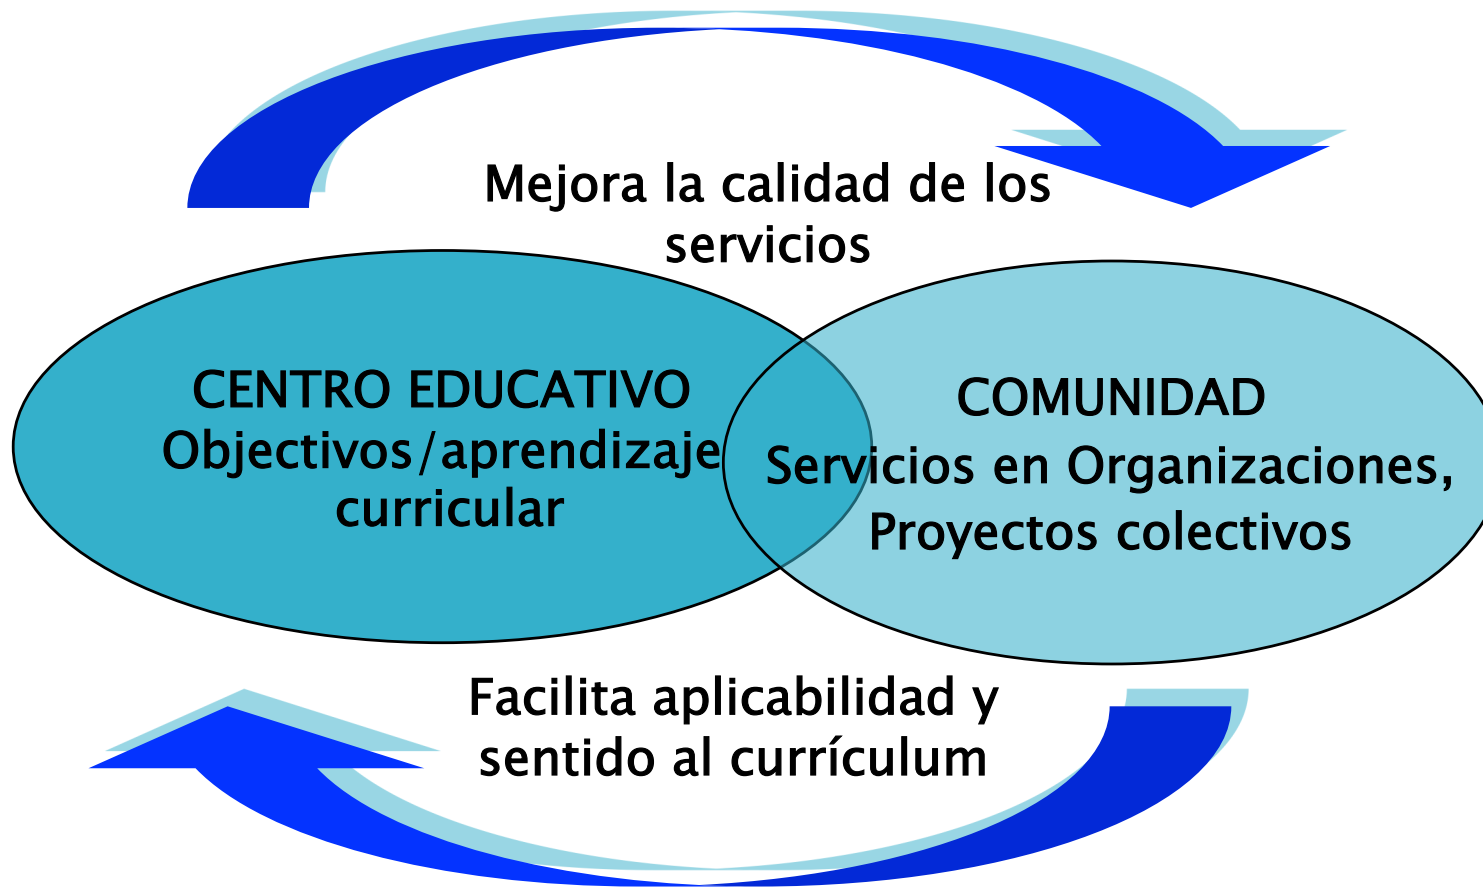 Mejora la calidad de los
servicios
CENTRO EDUCATIVO
Objectivos/aprendizaje
curricular
COMUNIDAD
Servicios en Organizaciones,
Proyectos colectivos
Facilita aplicabilidad y
sentido al currículum